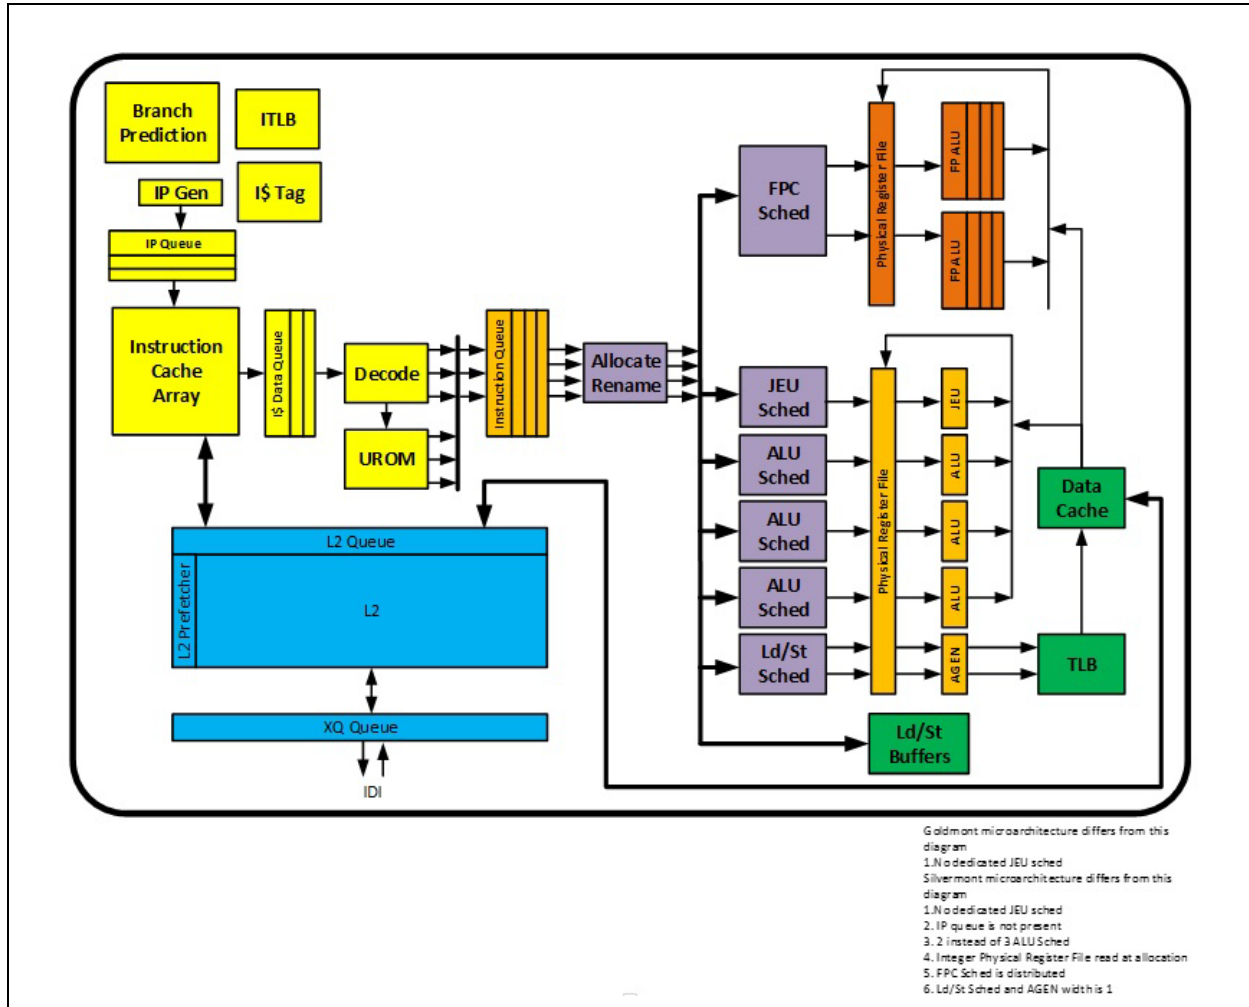 Branch
Prediction
ITLB
IP Gen
I$ Tag
IP Queue
Instruction
Cache
Array
I$ Data Queue
Decode
UROM
Instruction Queue
Allocate
Rename
FPC
Sched
Physical Register File
FP ALU
FP ALU
JEU
Sched
ALU
Sched
ALU
Sched
ALU
Sched
Ld/St
Sched
Physical Register File
JEU
ALU
ALU
ALU
AGEN
Data
Cache
TLB
Ld/St
Buffers
L2 Queue
L2 Prefetcher
L2
XQ Queue
IDI
Goldmont microarchitecture differs from this
diagram
1.No dedicated JEU sched
Silvermont microarchitecture differs from this
diagram
1.No dedicated JEU sched
2. IP queue is not present
3. 2 instead of 3 ALU Sched
4. Integer Physical Register File read at allocation
5. FPC Sched is distributed
6. Ld/St Sched and AGEN width is 1